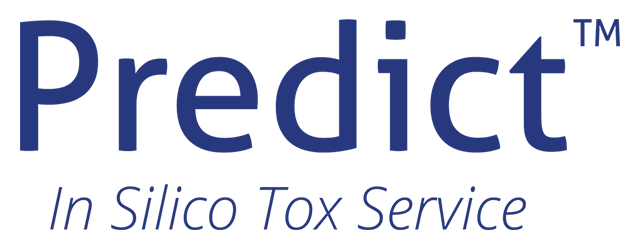 Predict™
In Silico Tox Service